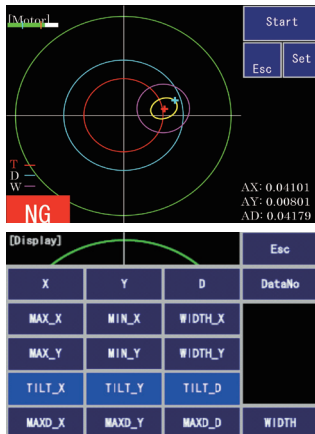 [Motor]
Start
Esc
Set
T
D
W
NG
AX: 0.04101
AY: 0.00801
AD: 0.04179
[Display]
Esc
X Y D DataNo
MAX_X MIN_X WIDTH_X
MAX_Y MIN_Y WIDTH_Y
TILT_X TILT_Y TILT_D
MAXD_X MAXD_Y MAXD_D WIDTH